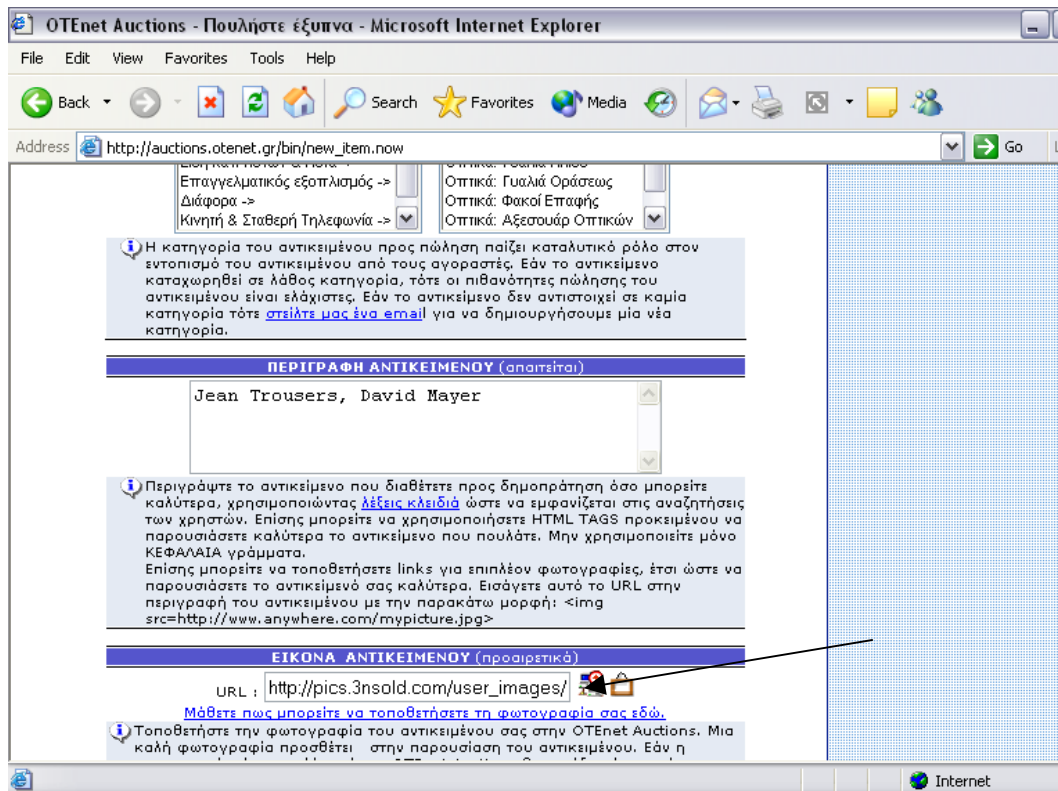 OTEnet Auctions - Πουλήστε έξυπνα - Microsoft Internet Explorer
File Edit View Favorites Tools Help
Back Search Favorites Media
Address http://auctions.otenet.gr/bin/new_item.now Go
Επαγγελματικός εξοπλισμός ->
Διάφορα ->
Κινητή & Σταθερή Τηλεφωνία ->
Οπτικά: Γυαλιά Οράσεως
Οπτικά: Φακοί Επαφής
Οπτικά: Αξεσουάρ Οπτικών
Η κατηγορία του αντικειμένου προς πώληση παίζει καταλυτικό ρόλο στον
εντοπισμό του αντικειμένου από τους αγοραστές. Εάν το αντικείμενο
καταχωρηθεί σε λάθος κατηγορία, τότε οι πιθανότητες πώλησης του
αντικειμένου είναι ελάχιστες. Εάν το αντικείμενο δεν αντιστοιχεί σε καμία
κατηγορία τότε στείλτε μας ένα email για να δημιουργήσουμε μία νέα
κατηγορία.
ΠΕΡΙΓΡΑΦΗ ΑΝΤΙΚΕΙΜΕΝΟΥ (απαιτείται)
Jean Trousers, David Mayer
Περιγράψτε το αντικείμενο που διαθέτετε προς δημοπράτηση όσο μπορείτε
καλύτερα, χρησιμοποιώντας λέξεις κλειδιά ώστε να εμφανίζεται στις αναζητήσεις
των χρηστών. Επίσης μπορείτε να χρησιμοποιήσετε HTML TAGS προκειμένου να
παρουσιάσετε καλύτερα το αντικείμενο που πουλάτε. Μην χρησιμοποιείτε μόνο
ΚΕΦΑΛΑΙΑ γράμματα.
Επίσης μπορείτε να τοποθετήσετε links για επιπλέον φωτογραφίες, έτσι ώστε να
παρουσιάσετε το αντικείμενό σας καλύτερα. Εισάγετε αυτό το URL στην
περιγραφή του αντικειμένου με την παρακάτω μορφή: <img
src=http://www.anywhere.com/mypicture.jpg>
ΕΙΚΟΝΑ ΑΝΤΙΚΕΙΜΕΝΟΥ (προαιρετικά)
URL : http://pics.3nsold.com/user_images/
Μάθετε πως μπορείτε να τοποθετήσετε τη φωτογραφία σας εδώ.
Τοποθετήστε την φωτογραφία του αντικειμένου σας στην OTEnet Auctions. Μια
καλή φωτογραφία προσθέτει στην παρουσίαση του αντικειμένου. Εάν η
Internet